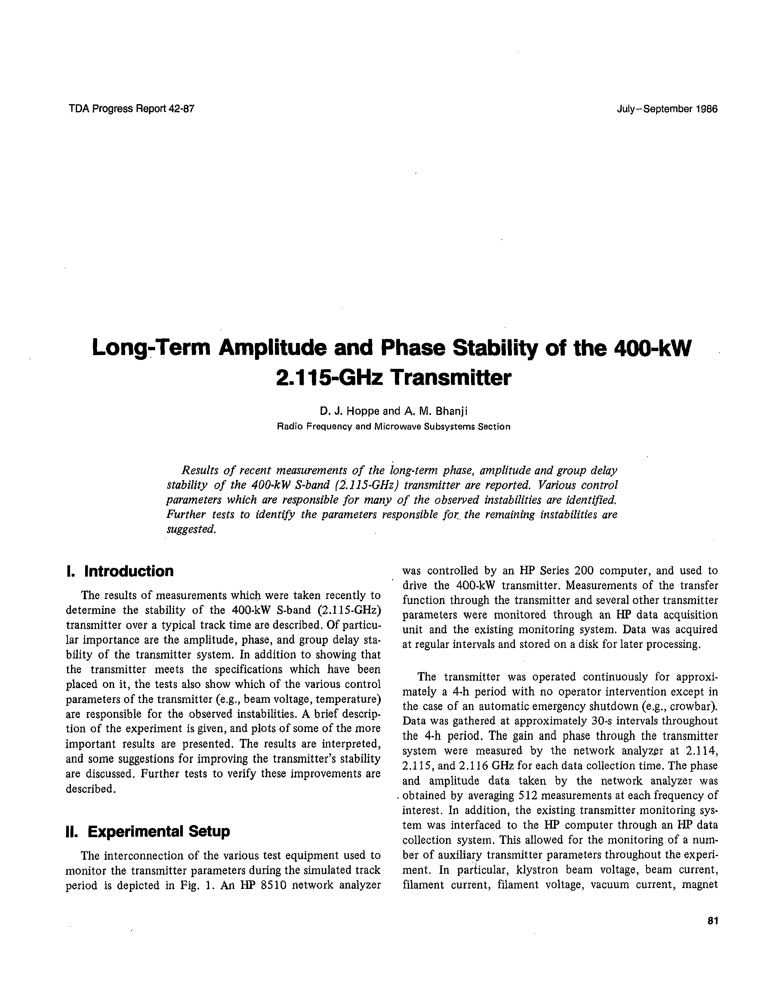 TDA Progress Report 42-87
July–September 1986
Long-Term Amplitude and Phase Stability of the 400-kW
2.115-GHz Transmitter
D. J. Hoppe and A. M. Bhanji
Radio Frequency and Microwave Subsystems Section
Results of recent measurements of the long-term phase, amplitude and group delay
stability of the 400-kW S-band (2.115-GHz) transmitter are reported. Various control
parameters which are responsible for many of the observed instabilities are identified.
Further tests to identify the parameters responsible for the remaining instabilities are
suggested.
I. Introduction
The results of measurements which were taken recently to
determine the stability of the 400-kW S-band (2.115-GHz)
transmitter over a typical track time are described. Of particu-
lar importance are the amplitude, phase, and group delay sta-
bility of the transmitter system. In addition to showing that
the transmitter meets the specifications which have been
placed on it, the tests also show which of the various control
parameters of the transmitter (e.g., beam voltage, temperature)
are responsible for the observed instabilities. A brief descrip-
tion of the experiment is given, and plots of some of the more
important results are presented. The results are interpreted,
and some suggestions for improving the transmitter's stability
are discussed. Further tests to verify these improvements are
described.
II. Experimental Setup
The interconnection of the various test equipment used to
monitor the transmitter parameters during the simulated track
period is depicted in Fig. 1. An HP 8510 network analyzer
was controlled by an HP Series 200 computer, and used to
drive the 400-kW transmitter. Measurements of the transfer
function through the transmitter and several other transmitter
parameters were monitored through an HP data acquisition
unit and the existing monitoring system. Data was acquired
at regular intervals and stored on a disk for later processing.
The transmitter was operated continuously for approxi-
mately a 4-h period with no operator intervention except in
the case of an automatic emergency shutdown (e.g., crowbar).
Data was gathered at approximately 30-s intervals throughout
the 4-h period. The gain and phase through the transmitter
system were measured by the network analyzer at 2.114,
2.115, and 2.116 GHz for each data collection time. The phase
and amplitude data taken by the network analyzer was
obtained by averaging 512 measurements at each frequency of
interest. In addition, the existing transmitter monitoring sys-
tem was interfaced to the HP computer through an HP data
collection system. This allowed for the monitoring of a num-
ber of auxiliary transmitter parameters throughout the experi-
ment. In particular, klystron beam voltage, beam current,
filament current, filament voltage, vacuum current, magnet
81